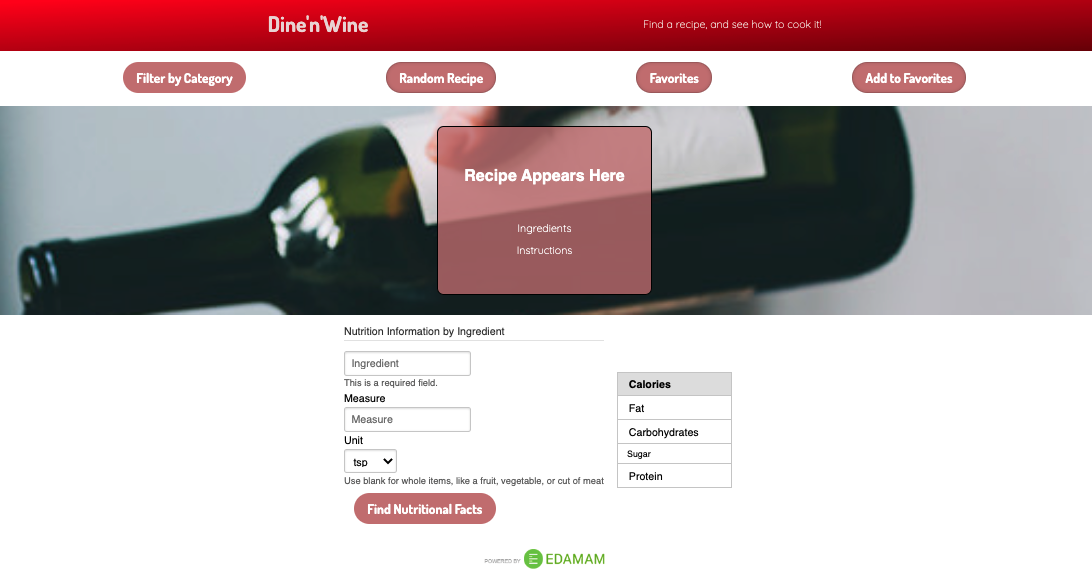 Dine'n'Wine
Find a recipe, and see how to cook it!
Filter by Category
Random Recipe
Favorites
Add to Favorites
Recipe Appears Here
Ingredients
Instructions
Nutrition Information by Ingredient
Ingredient
This is a required field.
Measure
Measure
Unit
tsp
Use blank for whole items, like a fruit, vegetable, or cut of meat
Find Nutritional Facts
Calories
Fat
Carbohydrates
Sugar
Protein
POWERED BY EDAMAM